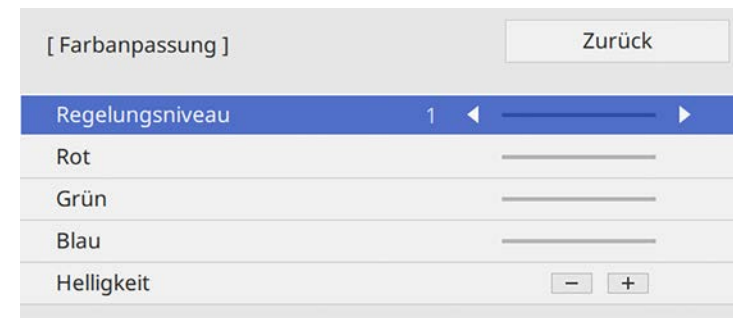 [ Farbanpassung ] Zurück
Regelungsniveau 1
Rot
Grün
Blau
Helligkeit − +